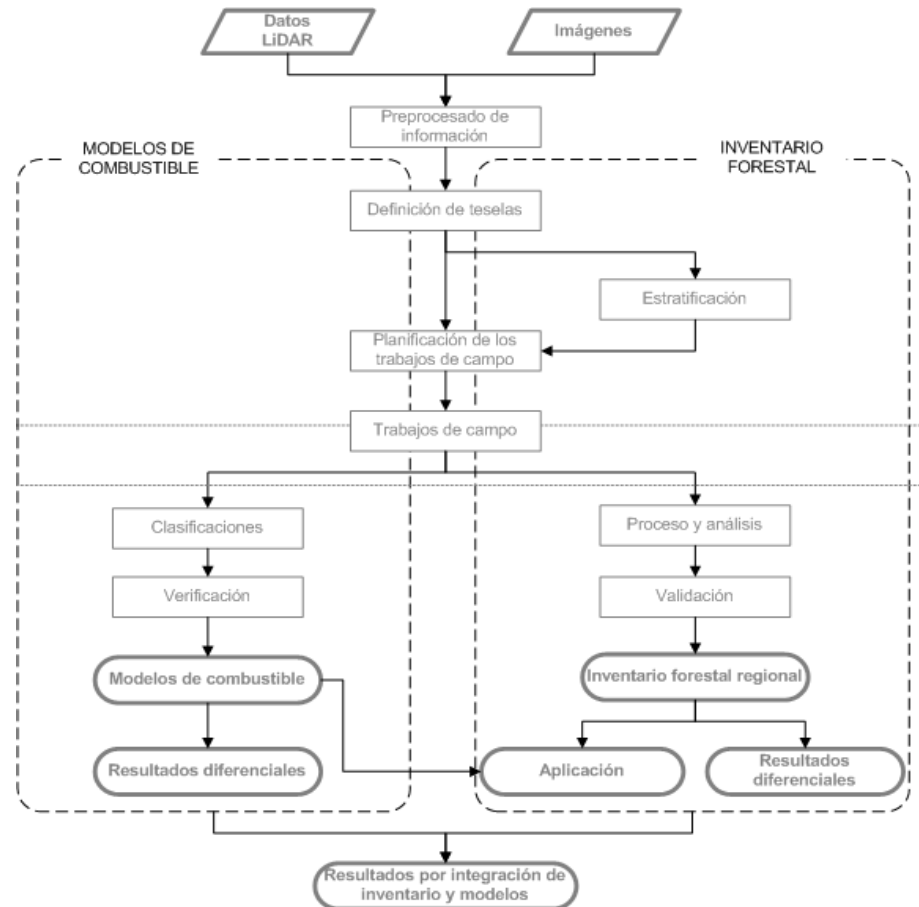 Datos
LiDAR
Imágenes
Preprocesado de
información
MODELOS DE
COMBUSTIBLE
INVENTARIO
FORESTAL
Definición de teselas
Estratificación
Planificación de los
trabajos de campo
Trabajos de campo
Clasificaciones
Proceso y análisis
Verificación
Validación
Modelos de combustible
Inventario forestal regional
Resultados diferenciales
Aplicación
Resultados
diferenciales
Resultados por integración de
inventario y modelos